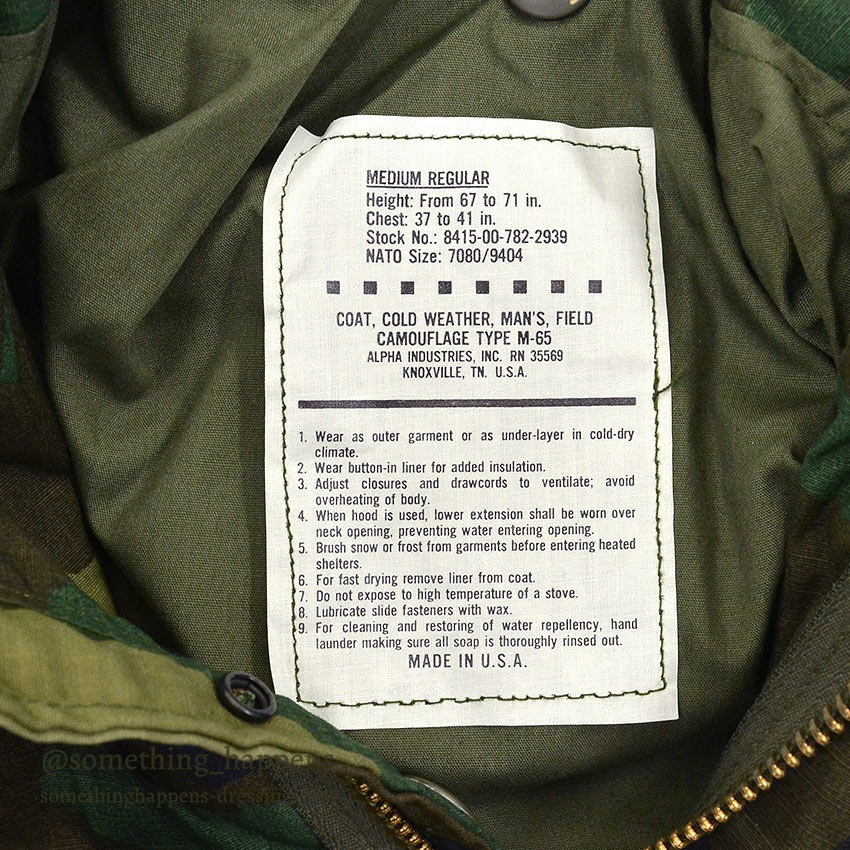 MEDIUM REGULAR
Height: From 67 to 71 in.
Chest: 37 to 41 in.
Stock No.: 8415-00-782-2939
NATO Size: 7080/9404
COAT, COLD WEATHER, MAN'S, FIELD
CAMOUFLAGE TYPE M-65
ALPHA INDUSTRIES, INC. RN 35569
KNOXVILLE, TN. U.S.A.
1. Wear as outer garment or as under-layer in cold-dry
climate.
2. Wear button-in liner for added insulation.
3. Adjust closures and drawcords to ventilate; avoid
overheating of body.
4. When hood is used, lower extension shall be worn over
neck opening, preventing water entering opening.
5. Brush snow or frost from garments before entering heated
shelters.
6. For fast drying remove liner from coat.
7. Do not expose to high temperature of a stove.
8. Lubricate slide fasteners with wax.
9. For cleaning and restoring of water repellency, hand
launder making sure all soap is thoroughly rinsed out.
MADE IN U.S.A.
@something_happens
somethinghappens-dressing